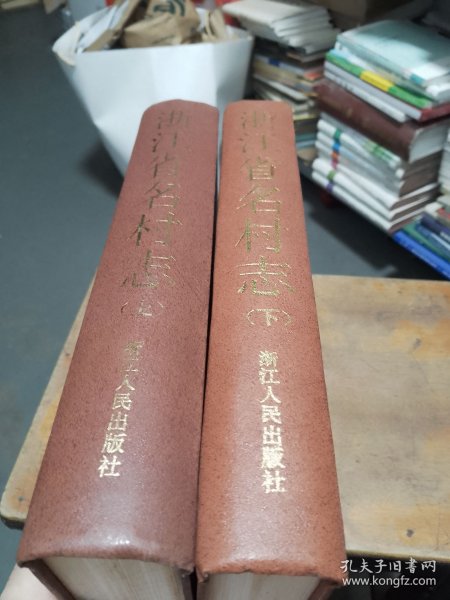 浙江省名村志
（上）
浙江人民出版社
浙江省名村志
（下）
浙江人民出版社
孔夫子旧书网
www.kongfz.com